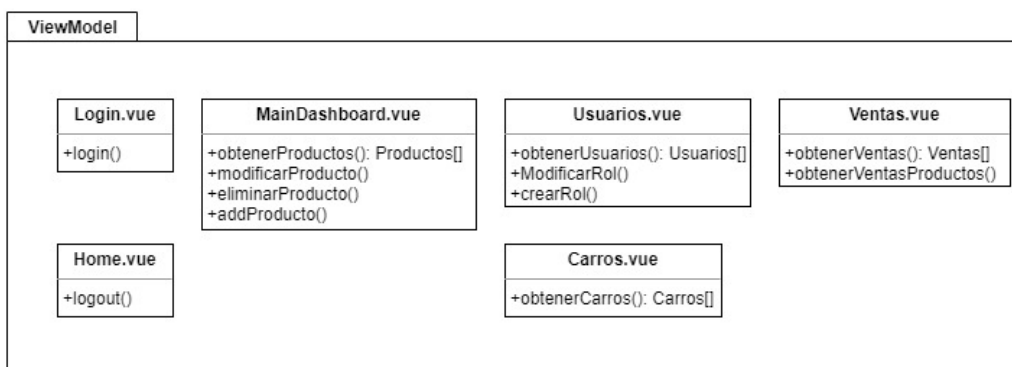 ViewModel
Login.vue
+login()
MainDashboard.vue
+obtenerProductos(): Productos[]
+modificarProducto()
+eliminarProducto()
+addProducto()
Usuarios.vue
+obtenerUsuarios(): Usuarios[]
+ModificarRol()
+crearRol()
Ventas.vue
+obtenerVentas(): Ventas[]
+obtenerVentasProductos()
Home.vue
+logout()
Carros.vue
+obtenerCarros(): Carros[]